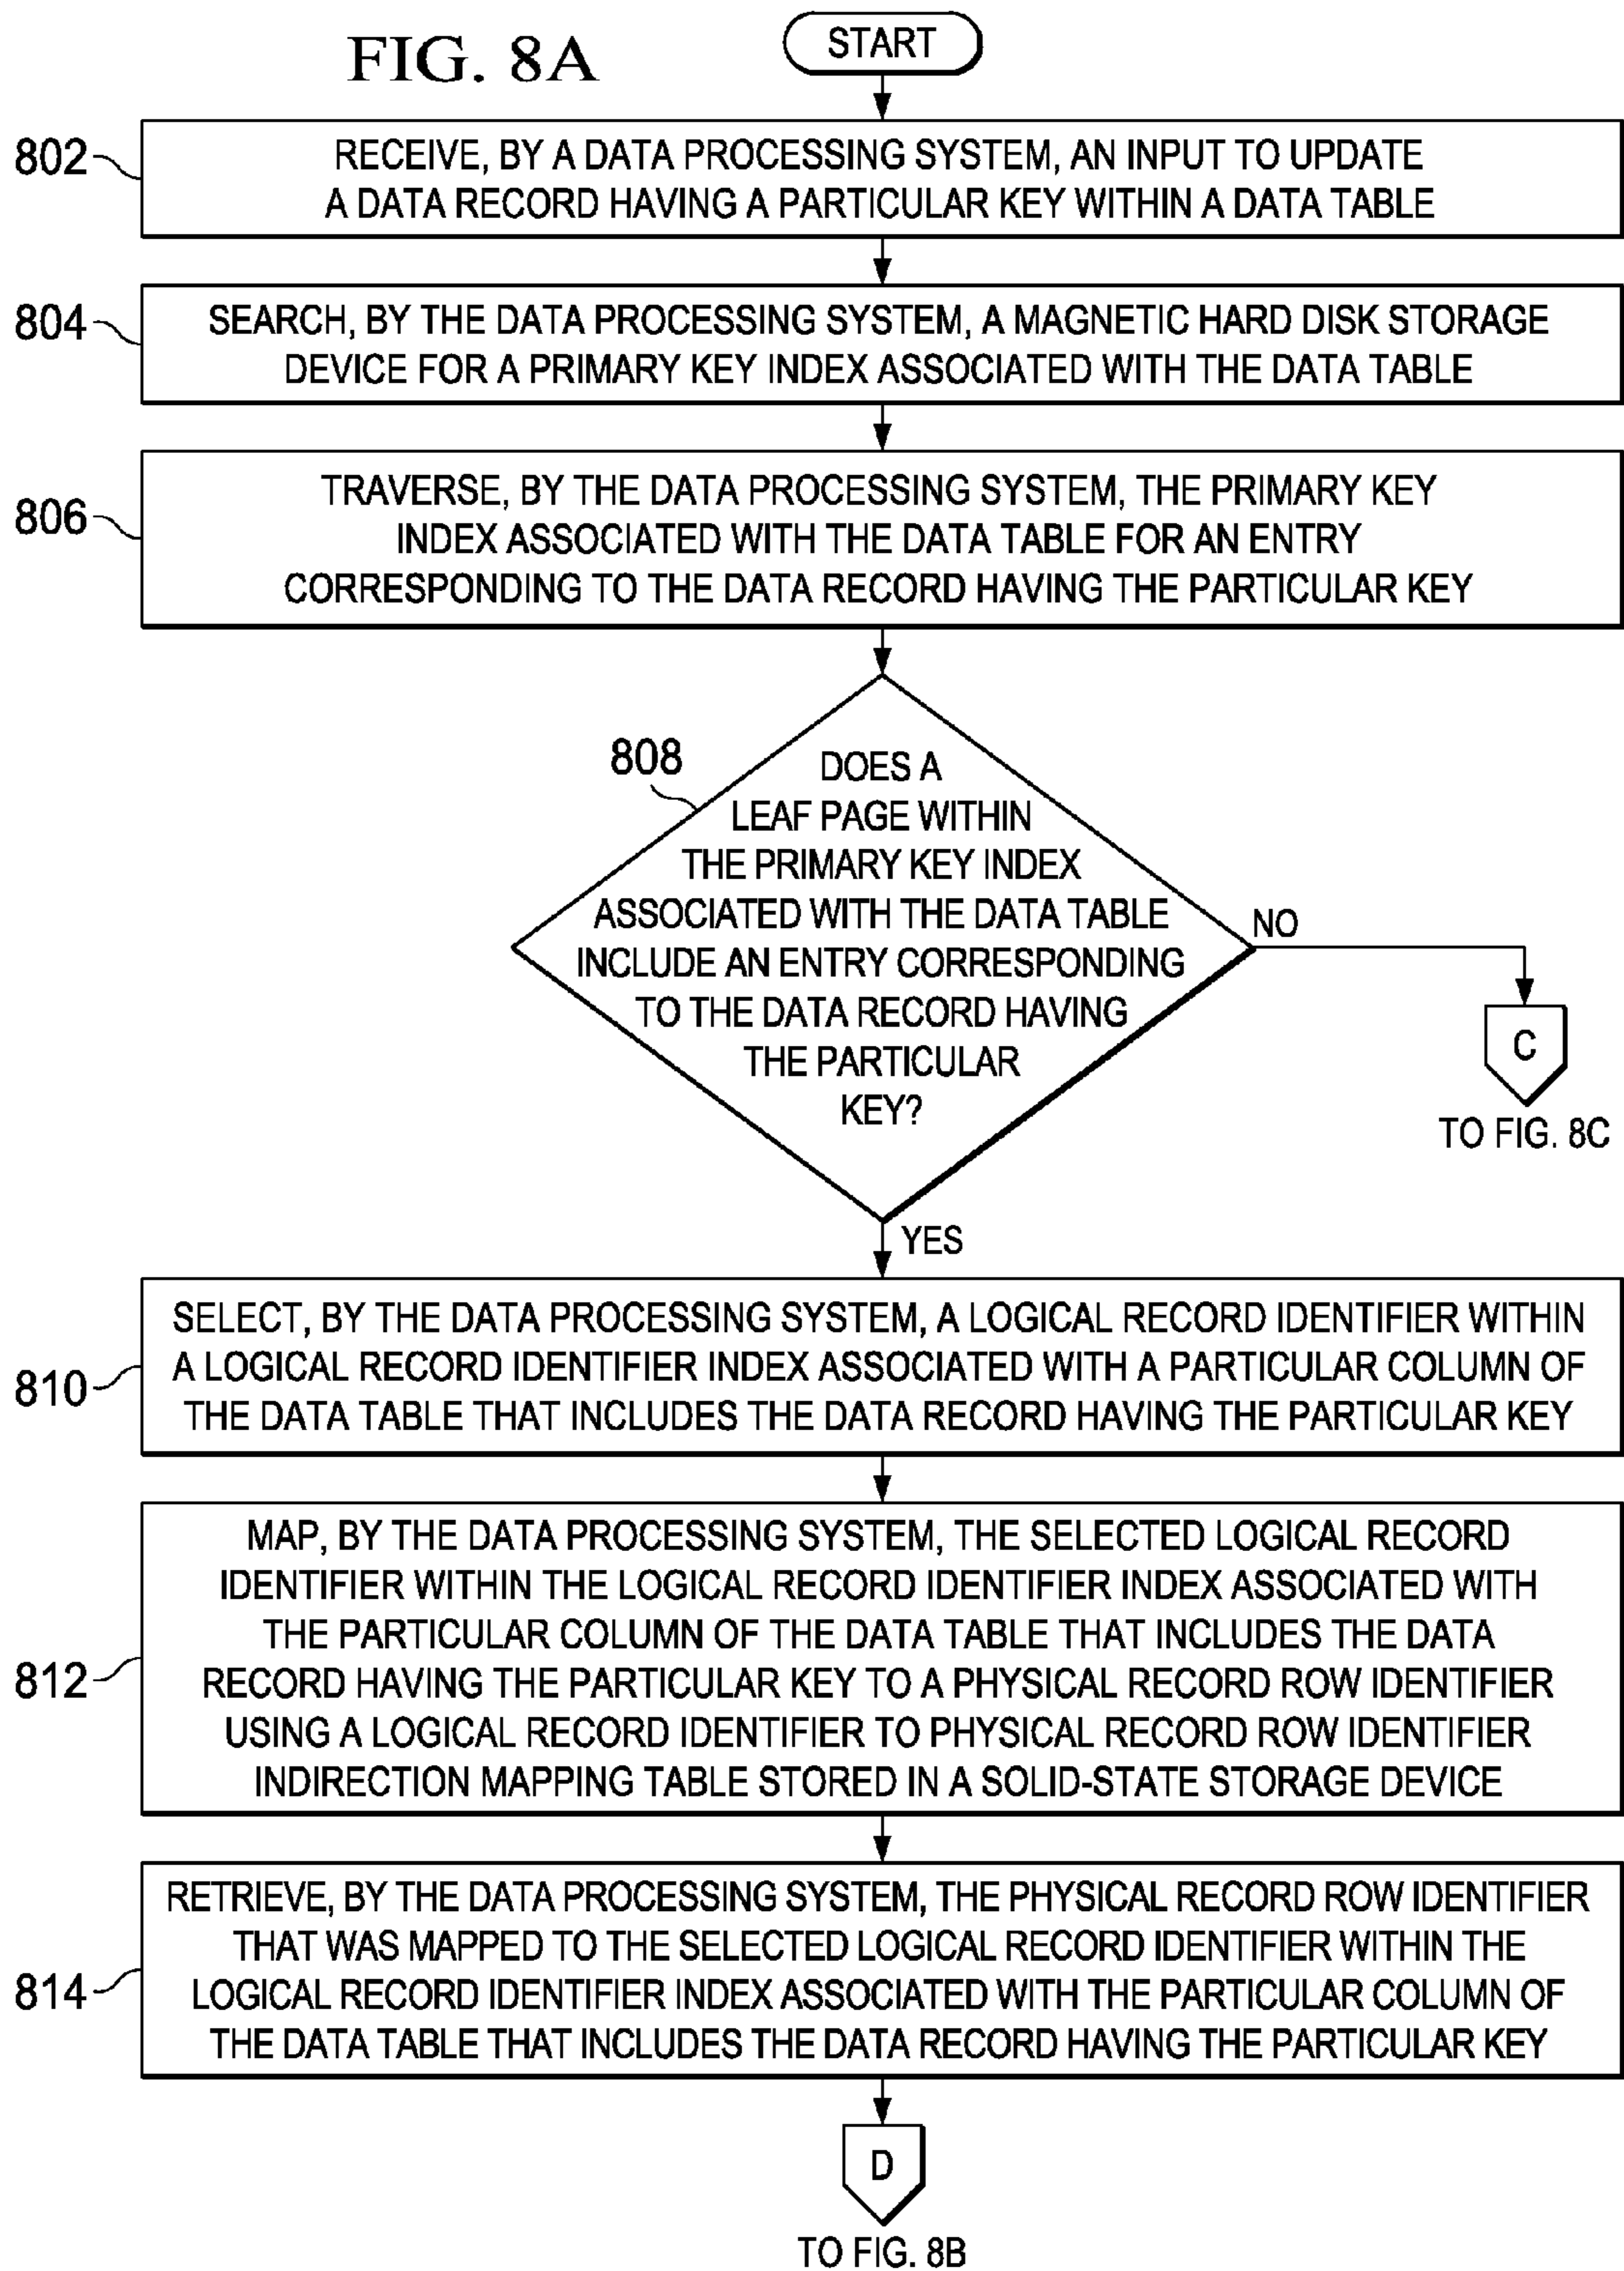 FIG. 8A
START
802
RECEIVE, BY A DATA PROCESSING SYSTEM, AN INPUT TO UPDATE
A DATA RECORD HAVING A PARTICULAR KEY WITHIN A DATA TABLE
804
SEARCH, BY THE DATA PROCESSING SYSTEM, A MAGNETIC HARD DISK STORAGE
DEVICE FOR A PRIMARY KEY INDEX ASSOCIATED WITH THE DATA TABLE
806
TRAVERSE, BY THE DATA PROCESSING SYSTEM, THE PRIMARY KEY
INDEX ASSOCIATED WITH THE DATA TABLE FOR AN ENTRY
CORRESPONDING TO THE DATA RECORD HAVING THE PARTICULAR KEY
808
DOES A
LEAF PAGE WITHIN
THE PRIMARY KEY INDEX
ASSOCIATED WITH THE DATA TABLE
INCLUDE AN ENTRY CORRESPONDING
TO THE DATA RECORD HAVING
THE PARTICULAR
KEY?
NO
C
TO FIG. 8C
YES
810
SELECT, BY THE DATA PROCESSING SYSTEM, A LOGICAL RECORD IDENTIFIER WITHIN
A LOGICAL RECORD IDENTIFIER INDEX ASSOCIATED WITH A PARTICULAR COLUMN OF
THE DATA TABLE THAT INCLUDES THE DATA RECORD HAVING THE PARTICULAR KEY
812
MAP, BY THE DATA PROCESSING SYSTEM, THE SELECTED LOGICAL RECORD
IDENTIFIER WITHIN THE LOGICAL RECORD IDENTIFIER INDEX ASSOCIATED WITH
THE PARTICULAR COLUMN OF THE DATA TABLE THAT INCLUDES THE DATA
RECORD HAVING THE PARTICULAR KEY TO A PHYSICAL RECORD ROW IDENTIFIER
USING A LOGICAL RECORD IDENTIFIER TO PHYSICAL RECORD ROW IDENTIFIER
INDIRECTION MAPPING TABLE STORED IN A SOLID-STATE STORAGE DEVICE
814
RETRIEVE, BY THE DATA PROCESSING SYSTEM, THE PHYSICAL RECORD ROW IDENTIFIER
THAT WAS MAPPED TO THE SELECTED LOGICAL RECORD IDENTIFIER WITHIN THE
LOGICAL RECORD IDENTIFIER INDEX ASSOCIATED WITH THE PARTICULAR COLUMN OF
THE DATA TABLE THAT INCLUDES THE DATA RECORD HAVING THE PARTICULAR KEY
D
TO FIG. 8B